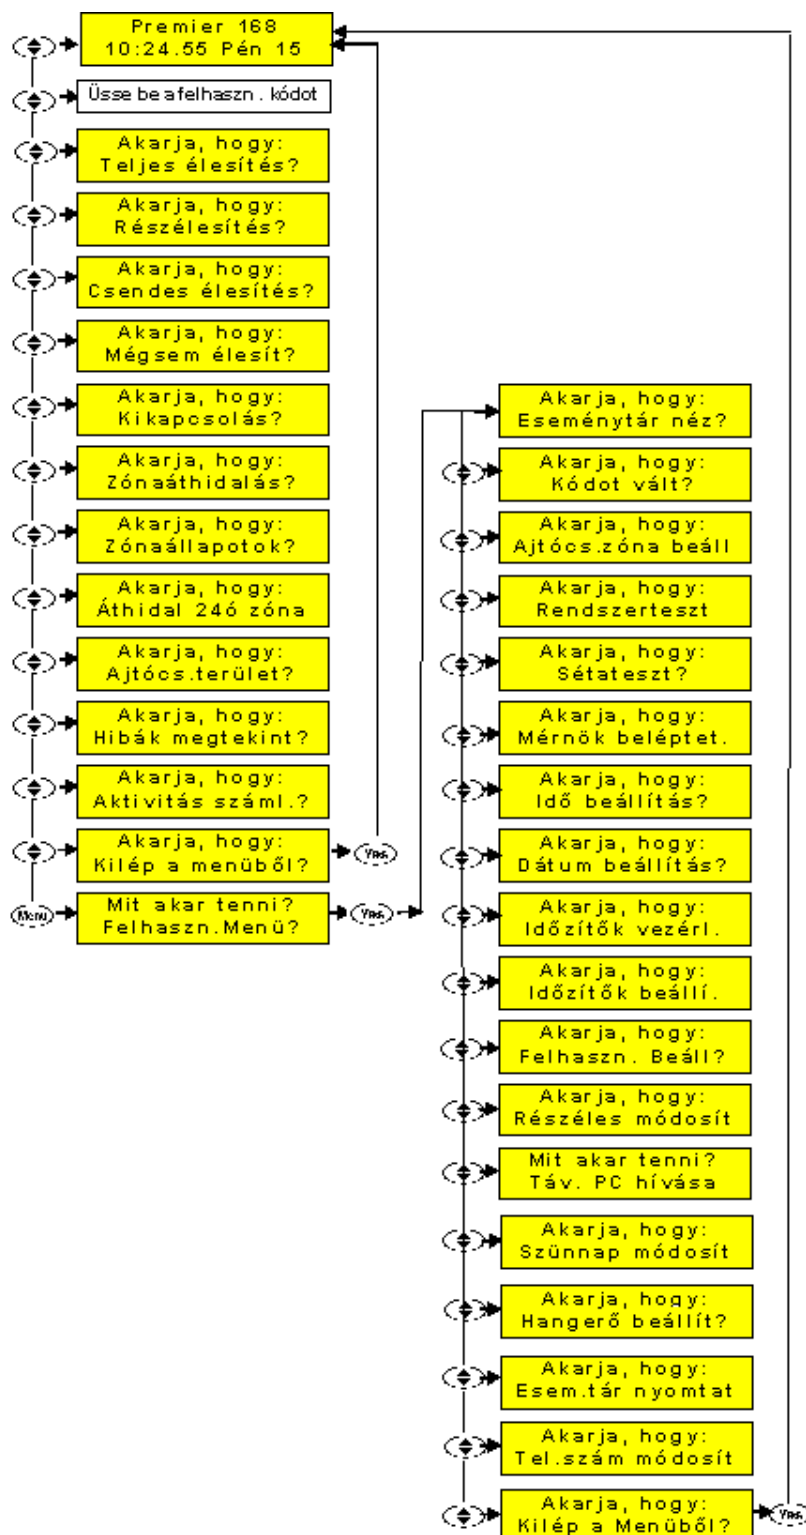 Premier 168
10:24.55 Pén 15
Üsse be a felhaszn. kódot
Akarja, hogy:
Teljes élesítés?
Akarja, hogy:
Részélesítés?
Akarja, hogy:
Csendes élesítés?
Akarja, hogy:
Mégsem élesít?
Akarja, hogy:
Kikapcsolás?
Akarja, hogy:
Zónaáthidalás?
Akarja, hogy:
Zónaállapotok?
Akarja, hogy:
Áthidal 24ó zóna
Akarja, hogy:
Ajtócs.terület?
Akarja, hogy:
Hibák megtekint?
Akarja, hogy:
Aktivitás száml.?
Akarja, hogy:
Kilép a menüből?
Yes
Menu
Mit akar tenni?
Felhaszn.Menü?
Yes
Akarja, hogy:
Eseménytár néz?
Akarja, hogy:
Kódot vált?
Akarja, hogy:
Ajtócs.zóna beáll
Akarja, hogy:
Rendszerteszt
Akarja, hogy:
Sétateszt?
Akarja, hogy:
Mérnök beléptet.
Akarja, hogy:
Idő beállítás?
Akarja, hogy:
Dátum beállítás?
Akarja, hogy:
Időzítők vezérl.
Akarja, hogy:
Időzítők beállí.
Akarja, hogy:
Felhaszn. Beáll?
Akarja, hogy:
Részéles módosít
Mit akar tenni?
Táv. PC hívása
Akarja, hogy:
Szünnap módosít
Akarja, hogy:
Hangerő beállít?
Akarja, hogy:
Esem.tár nyomtat
Akarja, hogy:
Tel.szám módosít
Akarja, hogy:
Kilép a Menüből?
Yes